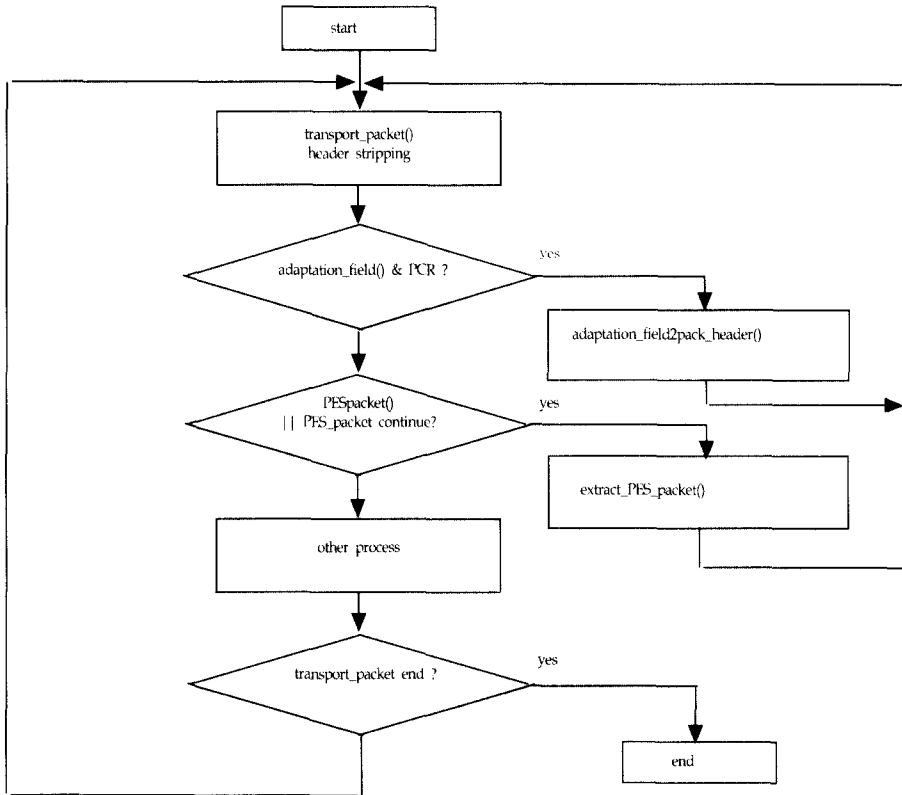 start
transport_packet()
header stripping
adaptation_field() & PCR ?
yes
adaptation_field2pack_header()
PESpacket()
|| PES_packet continue?
yes
extract_PES_packet()
other process
transport_packet end ?
yes
end